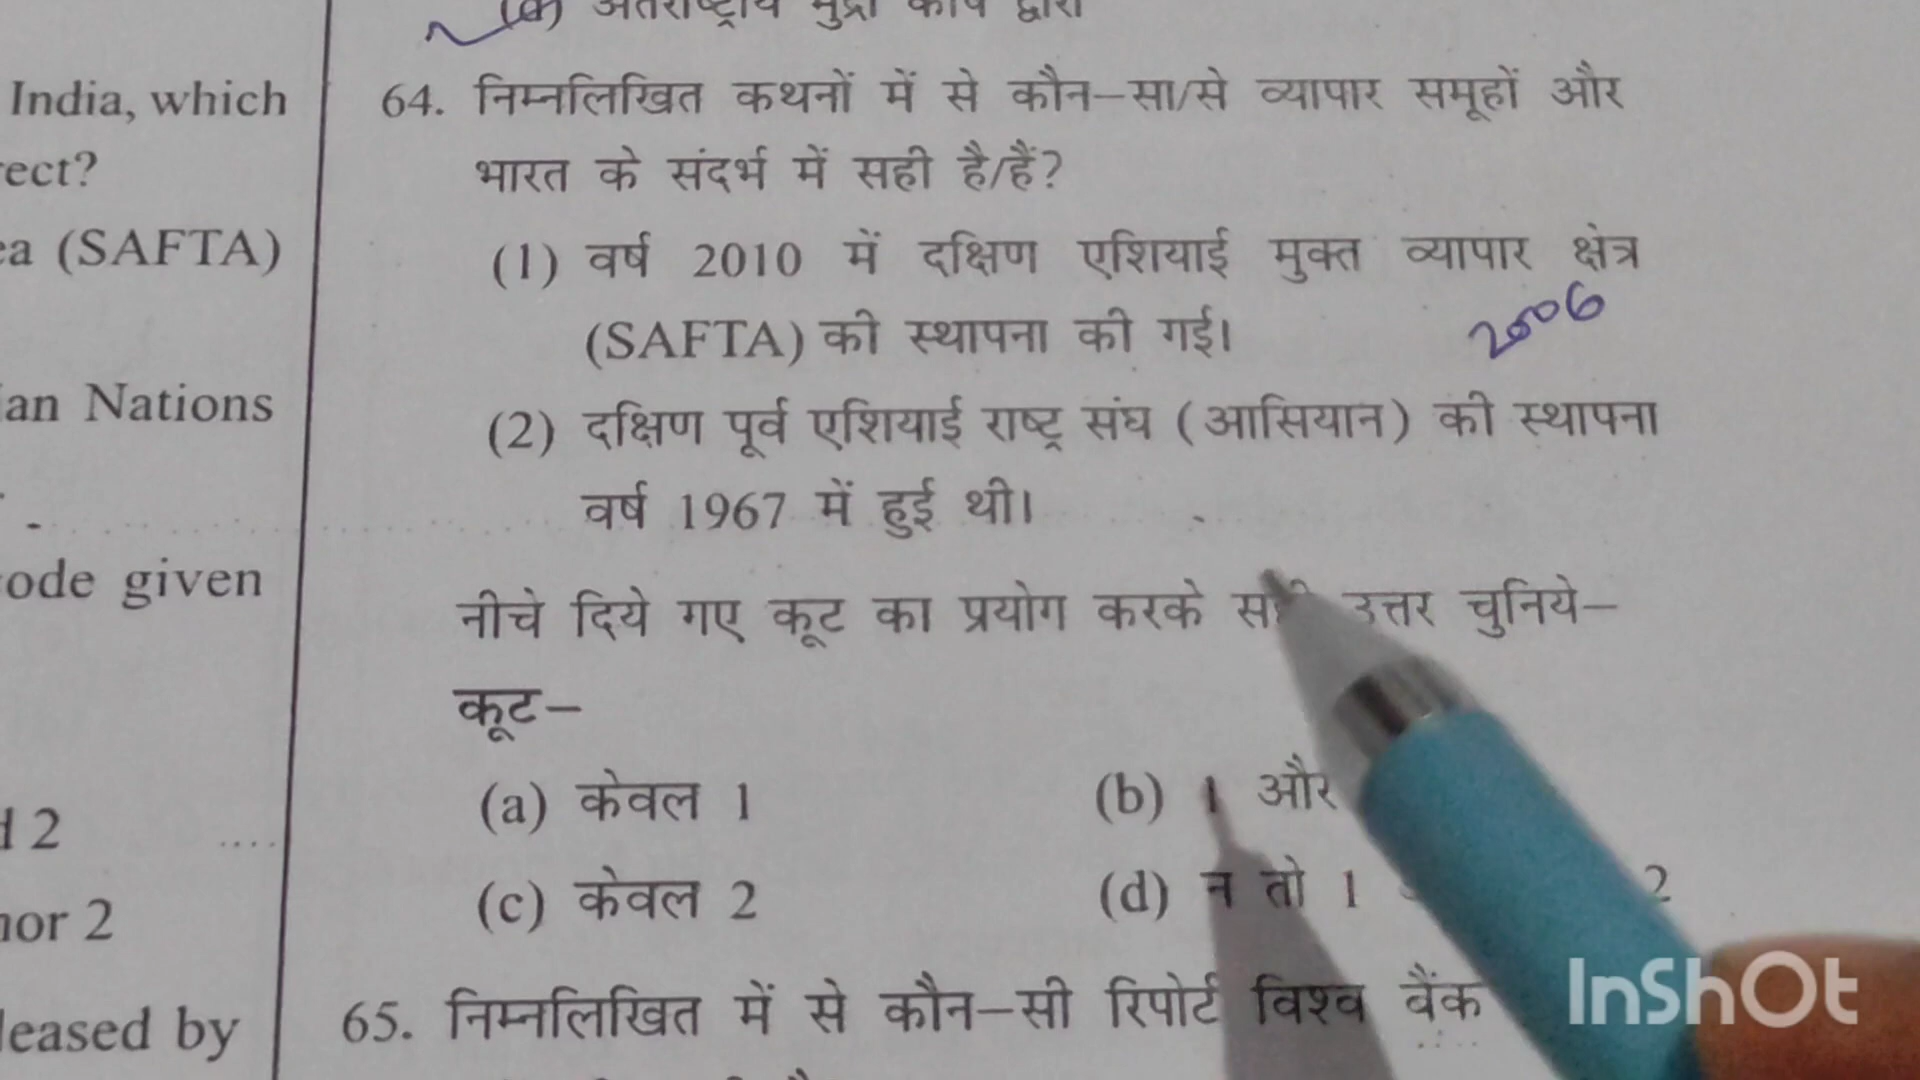 अंतर्राष्ट्रीय मुद्रा कोष द्वारा
India, which
ect?
a (SAFTA)
an Nations
ode given
2
nor 2
leased by
64. निम्नलिखित कथनों में से कौन–सा/से व्यापार समूहों और
भारत के संदर्भ में सही है/हैं?
(1) वर्ष 2010 में दक्षिण एशियाई मुक्त व्यापार क्षेत्र
(SAFTA) की स्थापना की गई।
2006
(2) दक्षिण पूर्व एशियाई राष्ट्र संघ (आसियान) की स्थापना
वर्ष 1967 में हुई थी।
नीचे दिये गए कूट का प्रयोग करके उत्तर चुनिये–
कूट–
(a) केवल 1
(b) 1 और
(c) केवल 2
(d) न तो 1 2
65. निम्नलिखित में से कौन–सी रिपोर्ट विश्व बैंक
InShOt